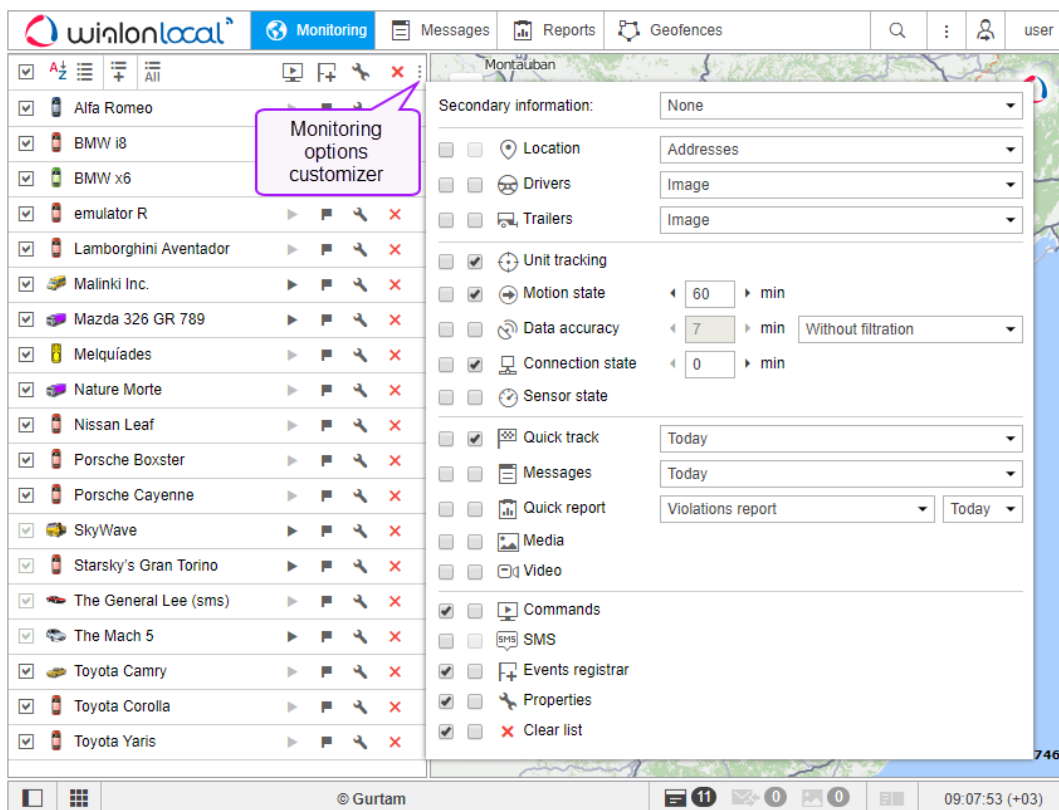 wialonlocal Monitoring Messages Reports Geofences user
A Z All
Montauban
Monitoring
options
customizer
Alfa Romeo
BMW i8
BMW x6
emulator R
Lamborghini Aventador
Malinki Inc.
Mazda 326 GR 789
Melquíades
Nature Morte
Nissan Leaf
Porsche Boxster
Porsche Cayenne
SkyWave
Starsky's Gran Torino
The General Lee (sms)
The Mach 5
Toyota Camry
Toyota Corolla
Toyota Yaris
Secondary information: None
Location Addresses
Drivers Image
Trailers Image
Unit tracking
Motion state 60 min
Data accuracy 7 min Without filtration
Connection state 0 min
Sensor state
Quick track Today
Messages Today
Quick report Violations report Today
Media
Video
Commands
SMS SMS
Events registrar
Properties
Clear list
746
© Gurtam 11 0 0 09:07:53 (+03)